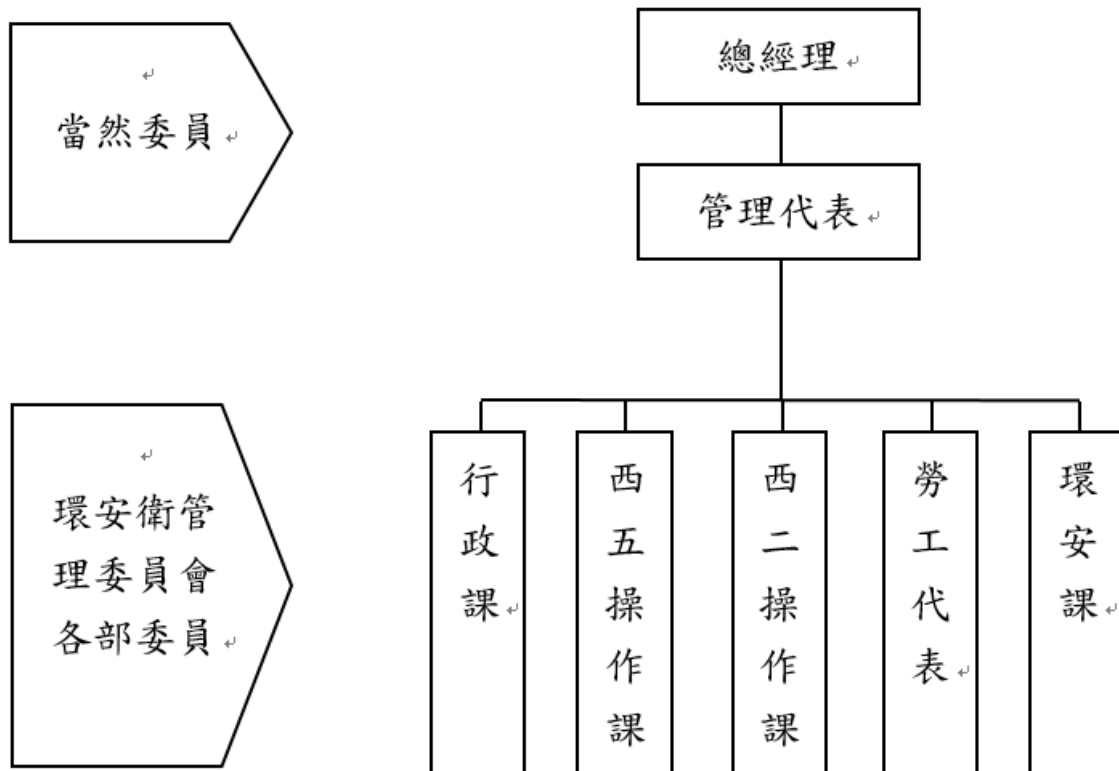 當然委員
總經理
管理代表
環安衛管
理委員會
各部委員
行政課
西五操作課
西二操作課
勞工代表
環安課